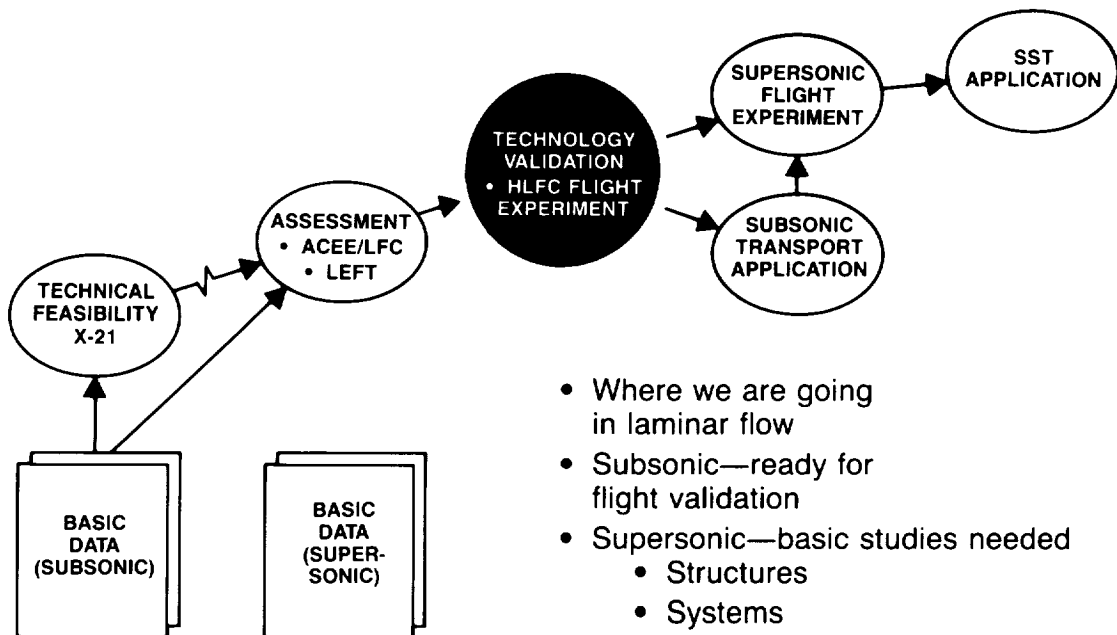 SST
APPLICATION
SUPERSONIC
FLIGHT
EXPERIMENT
TECHNOLOGY
VALIDATION
• HLFC FLIGHT
EXPERIMENT
ASSESSMENT
• ACEE/LFC
• LEFT
SUBSONIC
TRANSPORT
APPLICATION
TECHNICAL
FEASIBILITY
X-21
BASIC
DATA
(SUBSONIC)
BASIC
DATA
(SUPER-
SONIC)
• Where we are going
in laminar flow
• Subsonic—ready for
flight validation
• Supersonic—basic studies needed
• Structures
• Systems